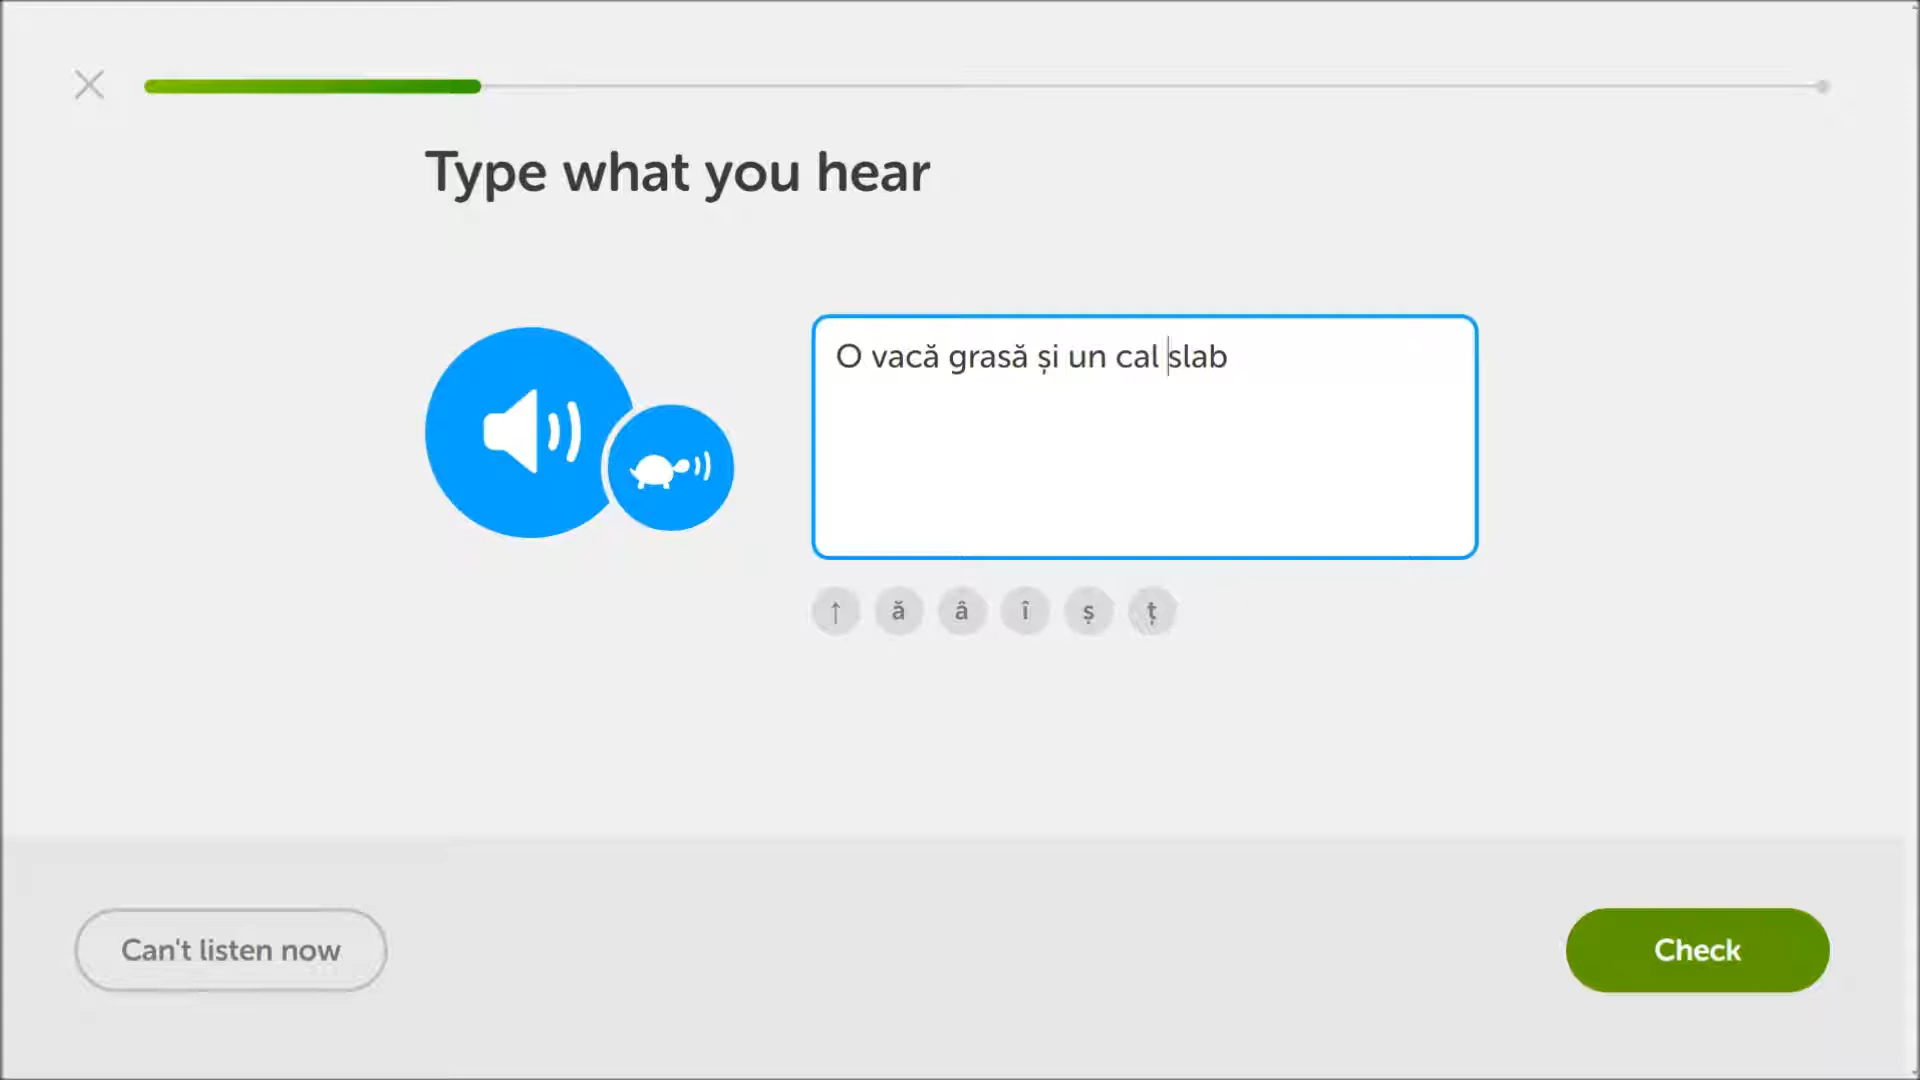 Type what you hear
O vacă grasă și un cal slab
↑ ă â î ș ț
Can't listen now
Check